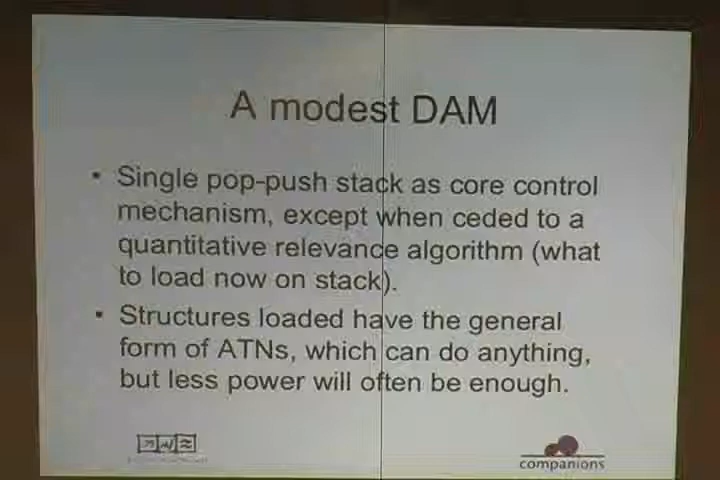 A modest DAM
• Single pop-push stack as core control
mechanism, except when ceded to a
quantitative relevance algorithm (what
to load now on stack).
• Structures loaded have the general
form of ATNs, which can do anything,
but less power will often be enough.
companions